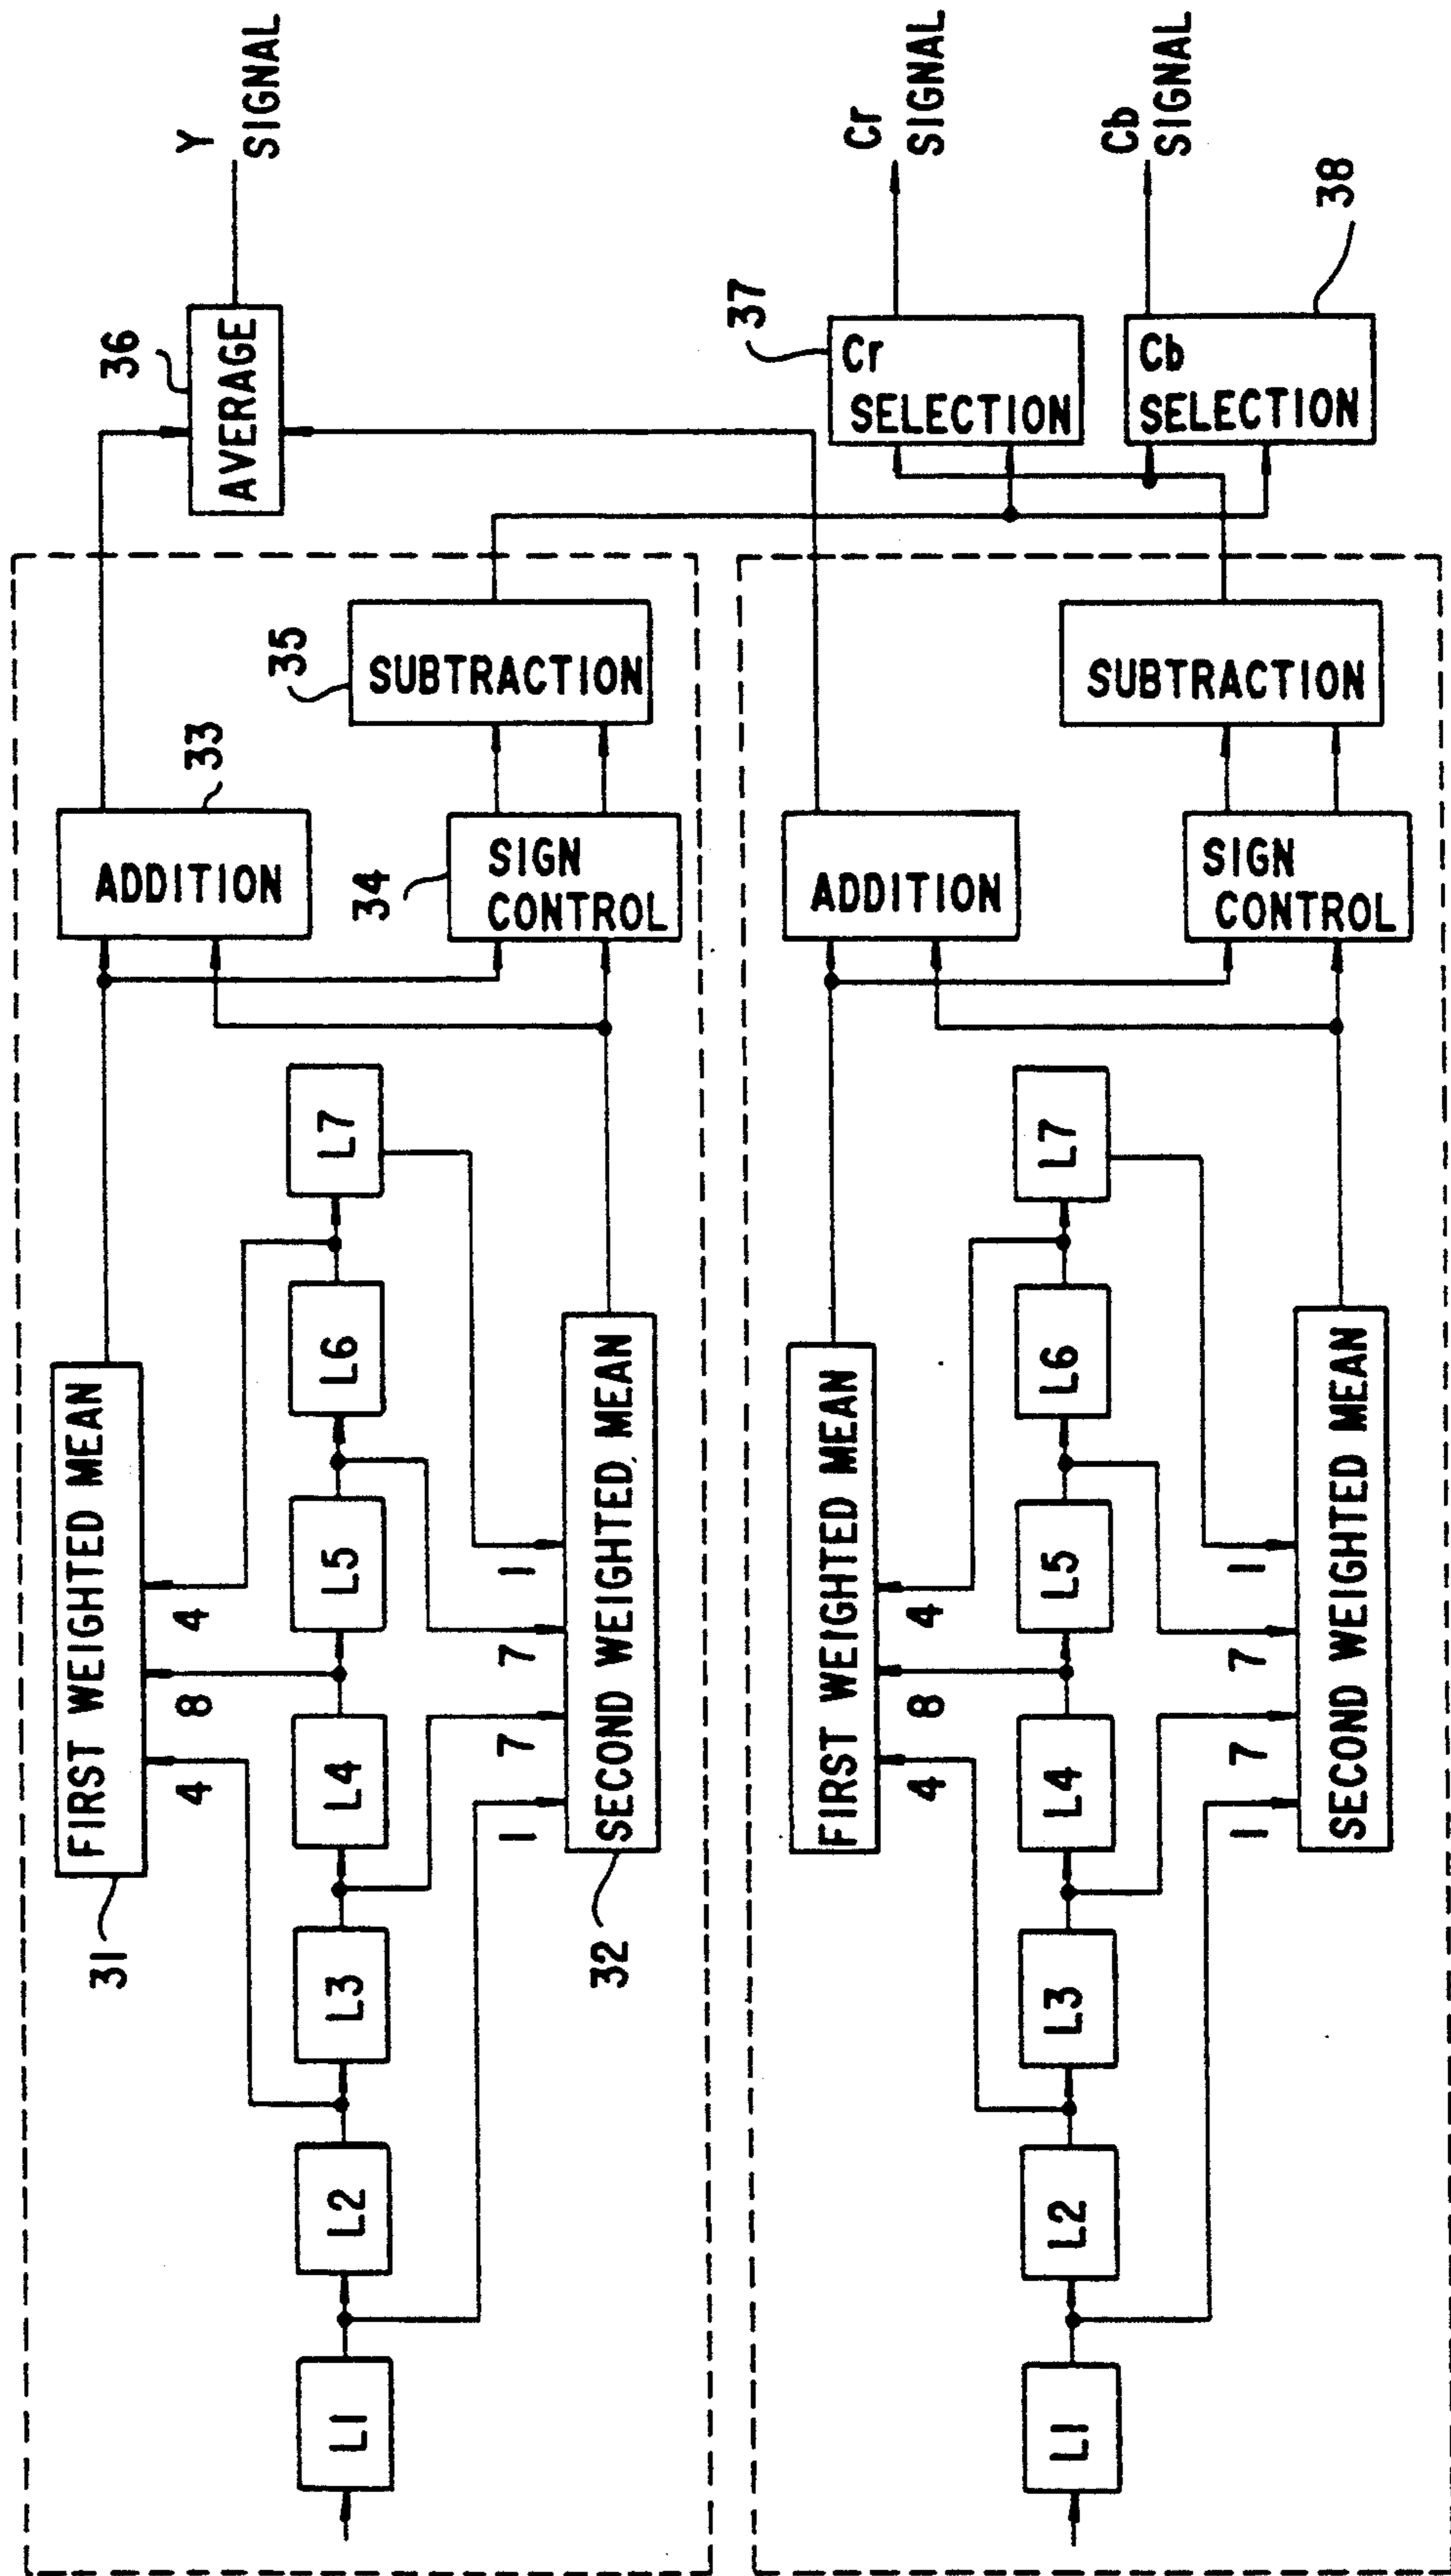 31
FIRST WEIGHTED MEAN
4
8
4
L1
L2
L3
L4
L5
L6
L7
1
7
7
1
32
SECOND WEIGHTED MEAN
33
ADDITION
34
SIGN
CONTROL
35
SUBTRACTION
36
AVERAGE
Y
SIGNAL
FIRST WEIGHTED MEAN
4
8
4
L1
L2
L3
L4
L5
L6
L7
1
7
7
1
SECOND WEIGHTED MEAN
ADDITION
SIGN
CONTROL
SUBTRACTION
37
Cr
SELECTION
Cr
SIGNAL
Cb
SELECTION
38
Cb
SIGNAL